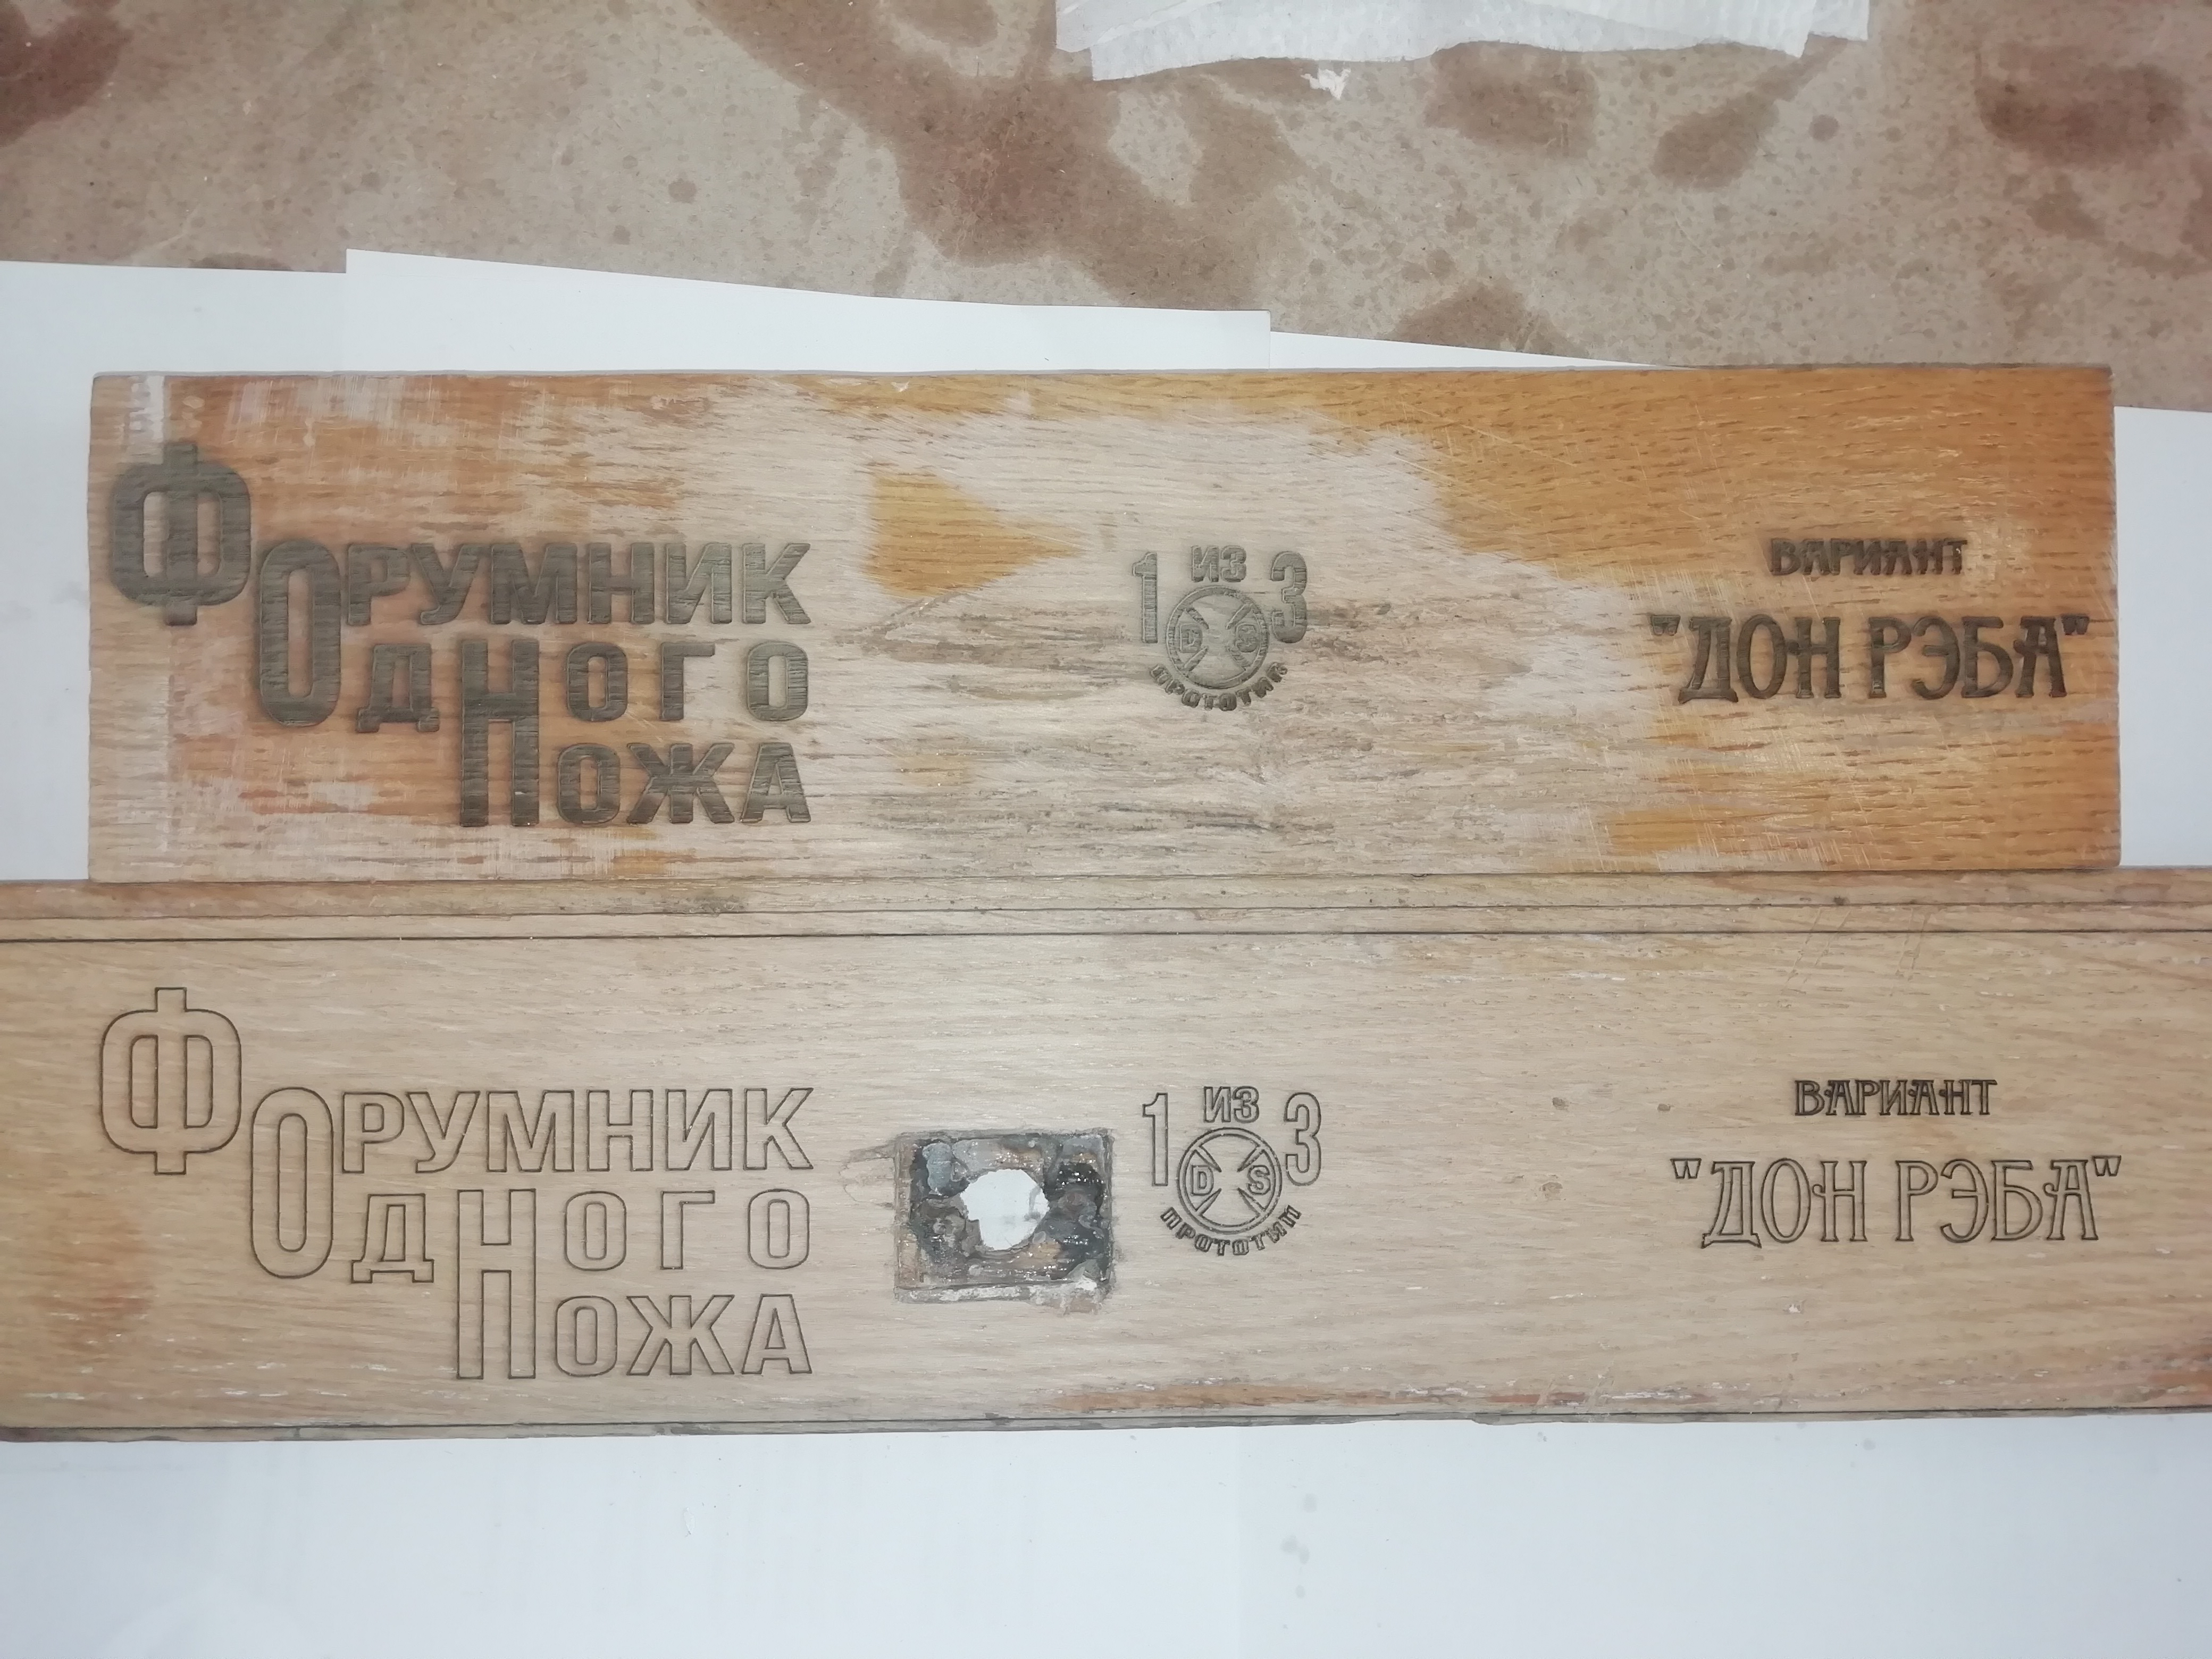 ФОРУМНИК
ОДНОГО
НОЖА
1 ИЗ 3
D S
ПРОТОТИП
ВАРИАНТ
"ДОН РЭБА"
ФОРУМНИК
ОДНОГО
НОЖА
1 ИЗ 3
D S
ПРОТОТИП
ВАРИАНТ
"ДОН РЭБА"